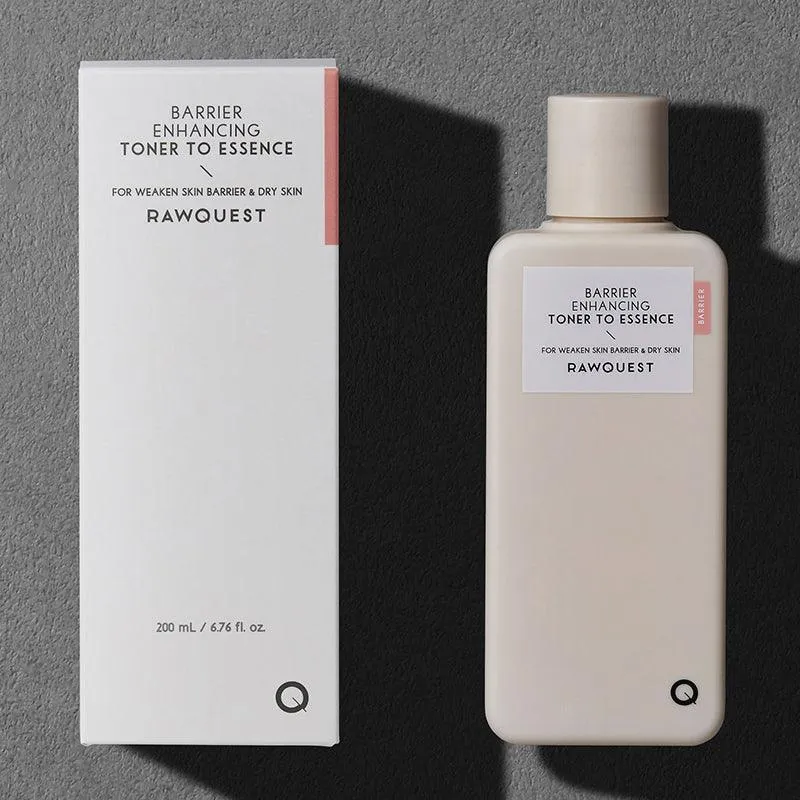 BARRIER
ENHANCING
TONER TO ESSENCE
\
FOR WEAKEN SKIN BARRIER & DRY SKIN
RAWQUEST
200 mL / 6.76 fl. oz.
Q
BARRIER
ENHANCING
TONER TO ESSENCE
\
FOR WEAKEN SKIN BARRIER & DRY SKIN
RAWQUEST
BARRIER
Q